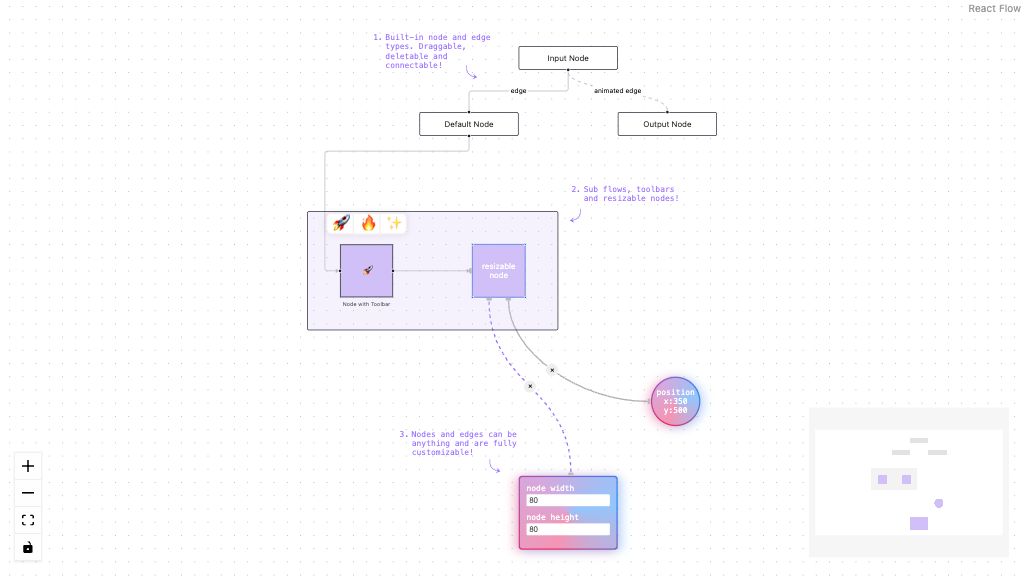 React Flow
1. Built-in node and edge
types. Draggable,
deletable and
connectable!
Input Node
edge
animated edge
Default Node
Output Node
2. Sub flows, toolbars
and resizable nodes!
resizable
node
Node with Toolbar
position
x:350
y:500
3. Nodes and edges can be
anything and are fully
customizable!
node width
80
node height
80